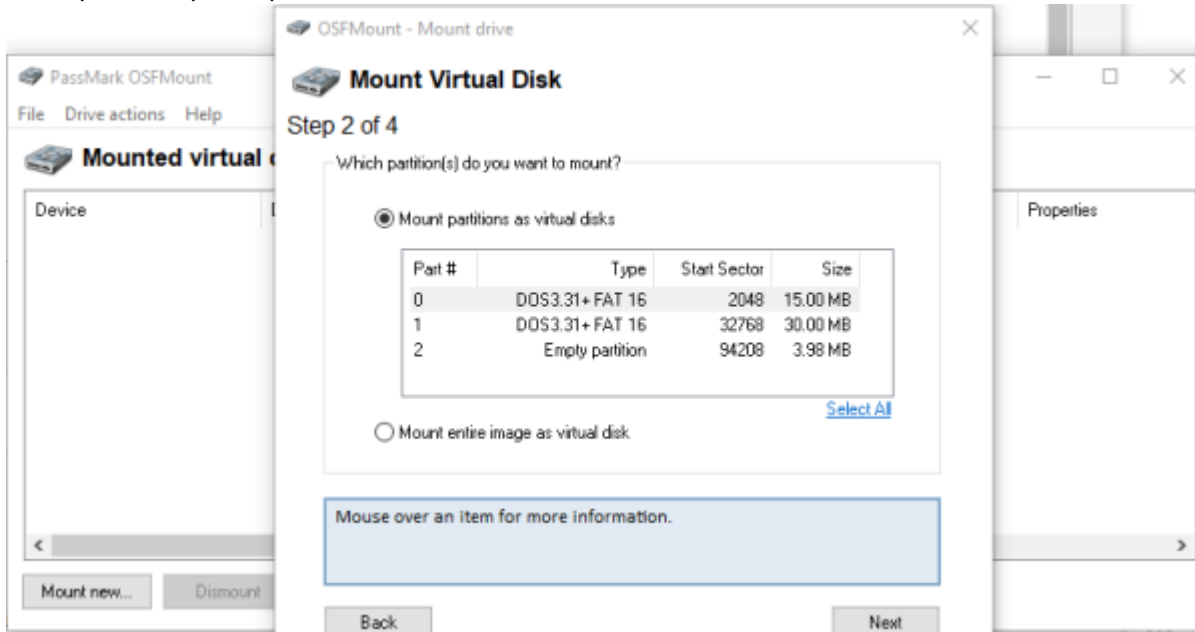 OSFMount - Mount drive
PassMark OSFMount
File Drive actions Help
Mount Virtual Disk
Step 2 of 4
Mounted virtual
Which partition(s) do you want to mount?
Device
Properties
Mount partitions as virtual disks
Part # Type Start Sector Size
0 DOS3.31+ FAT 16 2048 15.00 MB
1 DOS3.31+ FAT 16 32768 30.00 MB
2 Empty partition 94208 3.98 MB
Select All
Mount entire image as virtual disk
Mouse over an item for more information.
Mount new... Dismount
Back Next